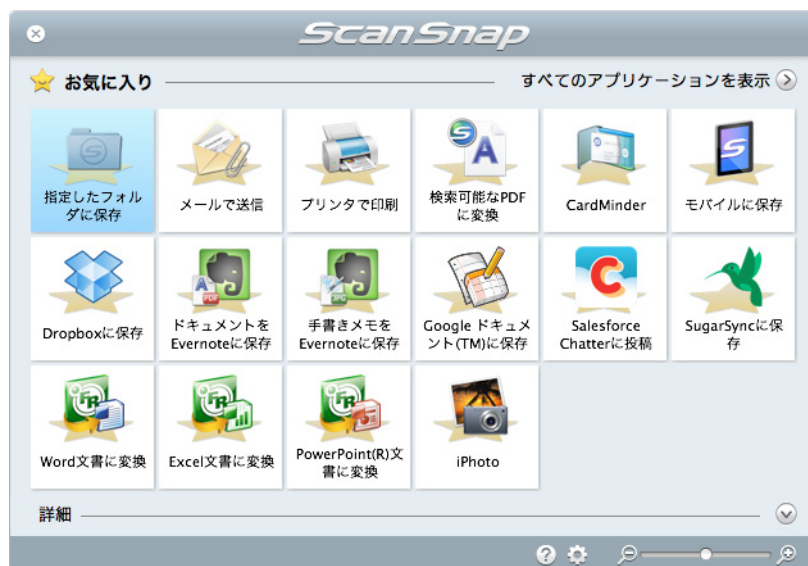 ScanSnap
お気に入り
すべてのアプリケーションを表示
指定したフォル
ダに保存
メールで送信
プリンタで印刷
検索可能なPDF
に変換
CardMinder
モバイルに保存
Dropboxに保存
ドキュメントを
Evernoteに保存
手書きメモを
Evernoteに保存
Google ドキュメ
ント(TM)に保存
Salesforce
Chatterに投稿
SugarSyncに保
存
Word文書に変換
Excel文書に変換
PowerPoint(R)文
書に変換
iPhoto
詳細